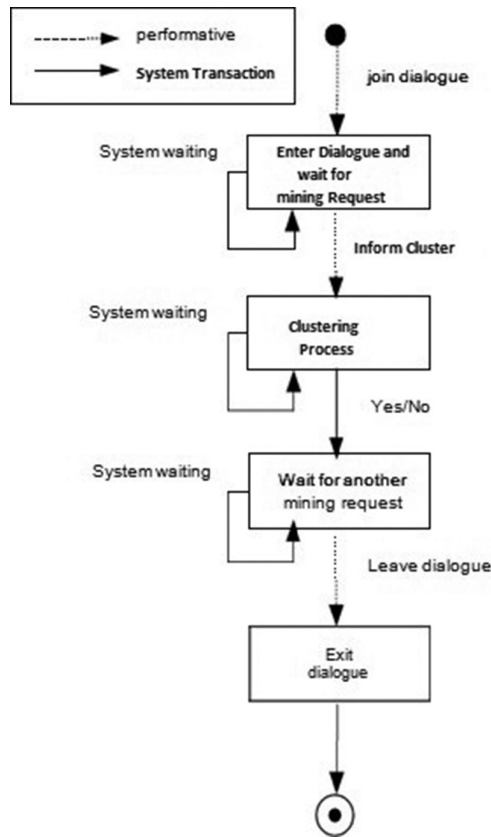 performative
System Transaction
join dialogue
System waiting
Enter Dialogue and
wait for
mining Request
Inform Cluster
System waiting
Clustering
Process
Yes/No
System waiting
Wait for another
mining request
Leave dialogue
Exit
dialogue